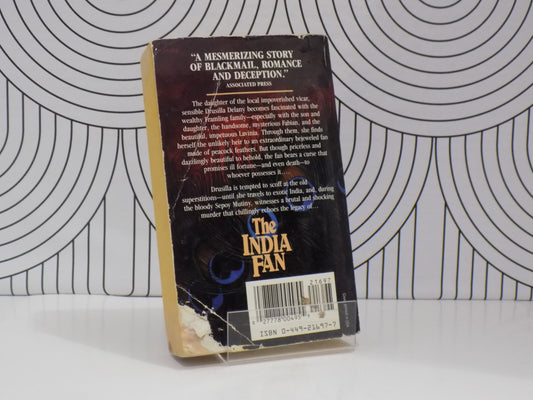 "A MESMERIZING STORY
OF BLACKMAIL, ROMANCE
AND DECEPTION."
ASSOCIATED PRESS
The daughter of the local impoverished vicar,
sensible Drusilla Delany becomes fascinated with the
wealthy Framling family—especially with the son and
daughter, the handsome, mysterious Fabian, and the
beautiful, impetuous Lavinia. Through them, she finds
herself the unlikely heir to an extraordinary bejeweled fan
made of peacock feathers. But though priceless and
dazzlingly beautiful to behold, the fan bears a curse that
promises ill fortune—and even death—to
whoever possesses it....
Drusilla is tempted to scoff at the old
superstitions—until she travels to exotic India, and, during
the bloody Sepoy Mutiny, witnesses a brutal and shocking
murder that chillingly echoes the legacy of...
The
INDIA
FAN
21697
27778 00495
ISBN 0-449-21697-7